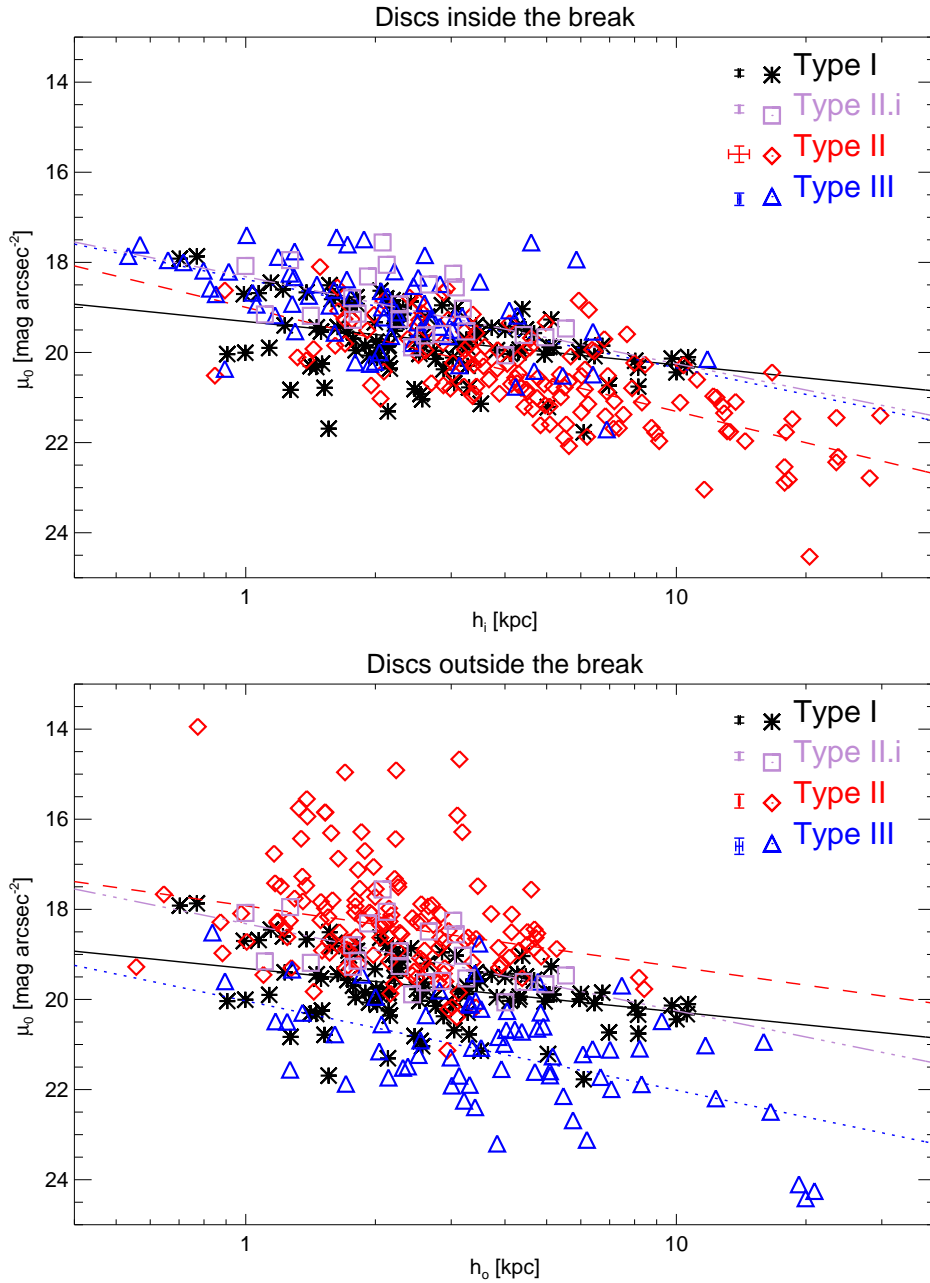 Discs inside the break
14
16
18
20
22
24
μ₀ [mag arcsec⁻²]
Type I
Type II.i
Type II
Type III
1
10
hᵢ [kpc]
Discs outside the break
14
16
18
20
22
24
μ₀ [mag arcsec⁻²]
Type I
Type II.i
Type II
Type III
1
10
hₒ [kpc]